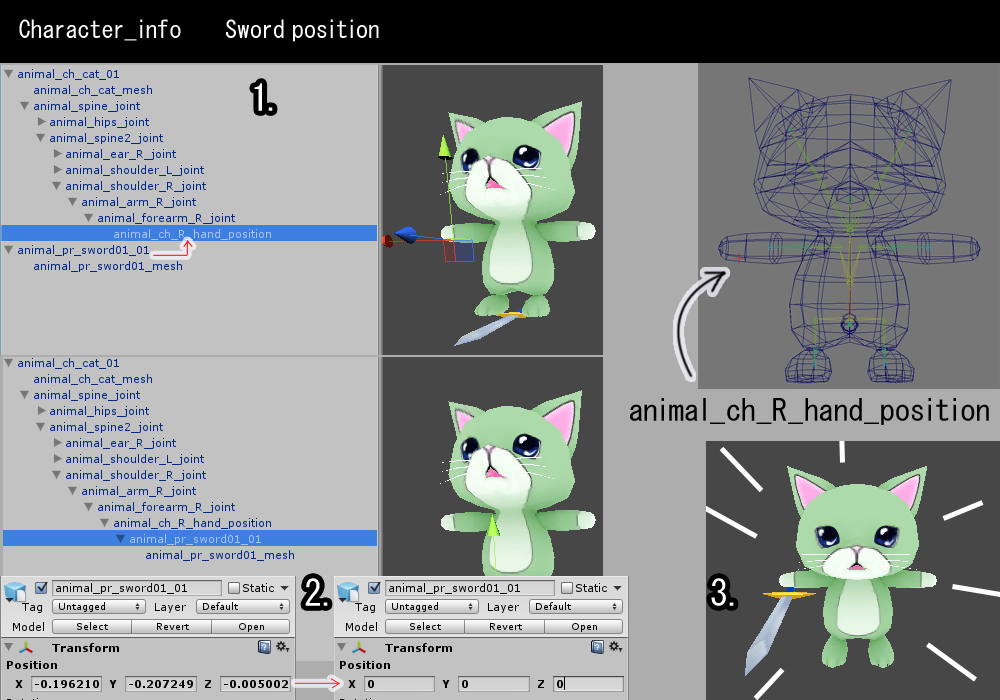 Character_info Sword position
1.
animal_ch_cat_01
animal_ch_cat_mesh
animal_spine_joint
animal_hips_joint
animal_spine2_joint
animal_ear_R_joint
animal_shoulder_L_joint
animal_shoulder_R_joint
animal_arm_R_joint
animal_forearm_R_joint
animal_ch_R_hand_position
animal_pr_sword01_01
animal_pr_sword01_01_mesh
animal_ch_R_hand_position
animal_ch_cat_01
animal_ch_cat_mesh
animal_spine_joint
animal_hips_joint
animal_spine2_joint
animal_ear_R_joint
animal_shoulder_L_joint
animal_shoulder_R_joint
animal_arm_R_joint
animal_forearm_R_joint
animal_ch_R_hand_position
animal_pr_sword01_01
animal_pr_sword01_01_mesh
2.
animal_pr_sword01_01 Static
Tag Untagged Layer Default
Model Select Revert Open
Transform
Position
X -0.196210 Y -0.207249 Z -0.005002
animal_pr_sword01_01 Static
Tag Untagged Layer Default
Model Select Revert Open
Transform
Position
X 0 Y 0 Z 0
3.